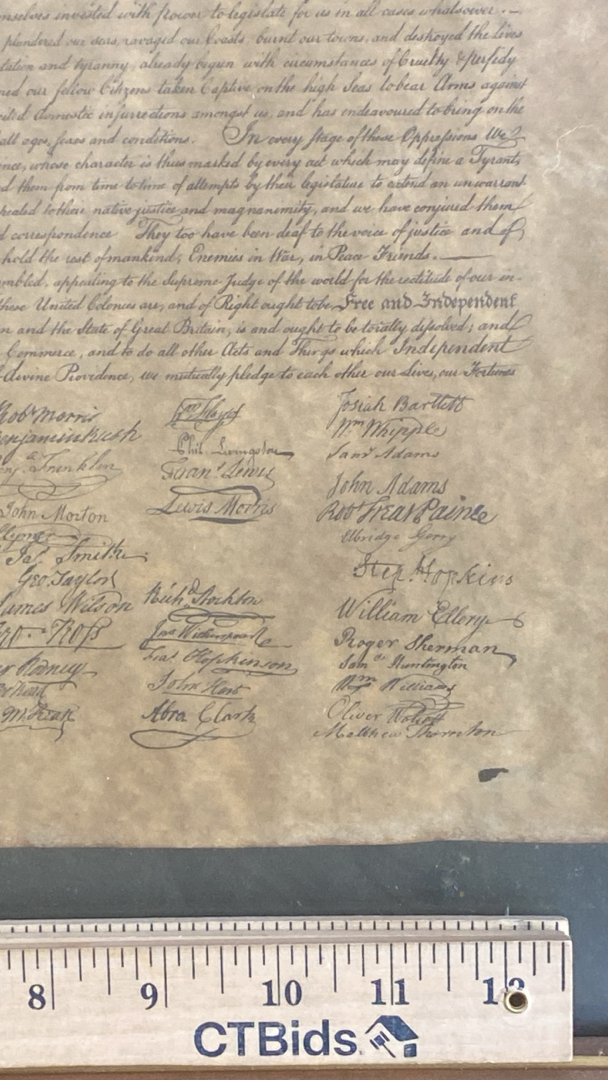 mselves invested with power to legislate for us in all cases whatsoever. —
plundered our seas, ravaged our Coasts, burnt our towns, and destroyed the lives
tation and tyranny, already begun with circumstances of Cruelty & perfidy
ned our fellow Citizens taken Captive on the high Seas to bear Arms against
cited domestic insurrections amongst us, and has endeavoured to bring on the
all ages, sexes and conditions. In every stage of these Oppressions We
nce, whose character is thus marked by every act which may define a Tyrant,
d them from time to time of attempts by their legislature to extend an unwarrant
pealed to their native justice and magnanimity, and we have conjured them
d correspondence They too have been deaf to the voice of justice and of
hold the rest of mankind, Enemies in War, in Peace Friends. —
mbled, appealing to the Supreme Judge of the world for the rectitude of our in-
these United Colonies are, and of Right ought to be Free and Independent
n and the State of Great Britain, is and ought to be totally dissolved; and
Commerce, and to do all other Acts and Things which Independent
divine Providence, we mutually pledge to each other our Lives, our Fortunes
Robt Morris
Benjamin Rush
Franklin
John Morton
Jas Smith
Geo Taylor
James Wilson
Geo. Ross
Rodney
Read
M:Kean
Wm Floyd
Phil. Livingston
Frans Lewis
Lewis Morris
Richd Stockton
Jno Witherspoon
Fras Hopkinson
John Hart
Abra Clark
Josiah Bartlett
Wm Whipple
Saml Adams
John Adams
Robt Treat Paine
Elbridge Gerry
Step. Hopkins
William Ellery
Roger Sherman
Saml Huntington
Wm Williams
Oliver Wolcott
Matthew Thornton
8 9 10 11 12
CTBids